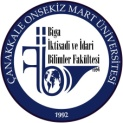 ÇANAKKALE ONSEKİZ MART ÜNİVERSİTESİ
Biga
İktisadi ve İdari
Bilimler Fakültesi
1992